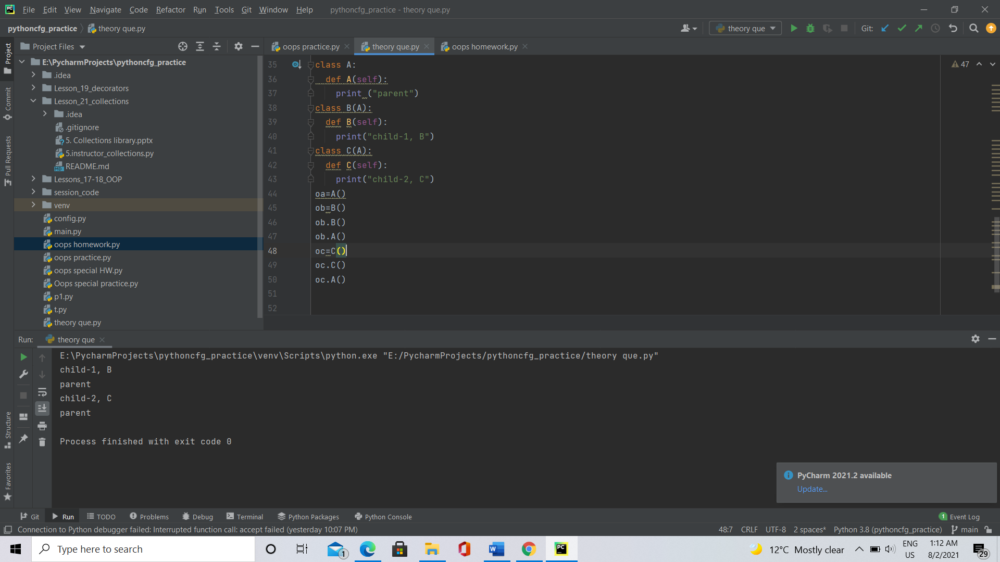 PC File Edit View Navigate Code Refactor Run Tools Git Window Help pythoncfg_practice - theory que.py
pythoncfg_practice theory que.py theory que Git:
Project Files
oops practice.py theory que.py oops homework.py
E:\PycharmProjects\pythoncfg_practice
.idea
Lesson_19_decorators
Lesson_21_collections
.idea
.gitignore
5. Collections library.pptx
5.instructor_collections.py
README.md
Lessons_17-18_OOP
session_code
venv
config.py
main.py
oops homework.py
oops practice.py
oops special HW.py
Oops special practice.py
p1.py
t.py
theory que.py
Project
Commit
Pull Requests
Structure
Favorites
35 class A:
36 def A(self):
37 print ("parent")
38 class B(A):
39 def B(self):
40 print("child-1, B")
41 class C(A):
42 def C(self):
43 print("child-2, C")
44 oa=A()
45 ob=B()
46 ob.B()
47 ob.A()
48 oc=C()
49 oc.C()
50 oc.A()
51
52
47
Run: theory que
E:\PycharmProjects\pythoncfg_practice\venv\Scripts\python.exe "E:/PycharmProjects/pythoncfg_practice/theory que.py"
child-1, B
parent
child-2, C
parent
Process finished with exit code 0
PyCharm 2021.2 available
Update...
Git Run TODO Problems Debug Terminal Python Packages Python Console 1 Event Log
Connection to Python debugger failed: Interrupted function call: accept failed (yesterday 10:07 PM) 48:7 CRLF UTF-8 2 spaces* Python 3.8 (pythoncfg_practice) main
Type here to search 1 W PC 12°C Mostly clear ENG US 1:12 AM 8/2/2021 29